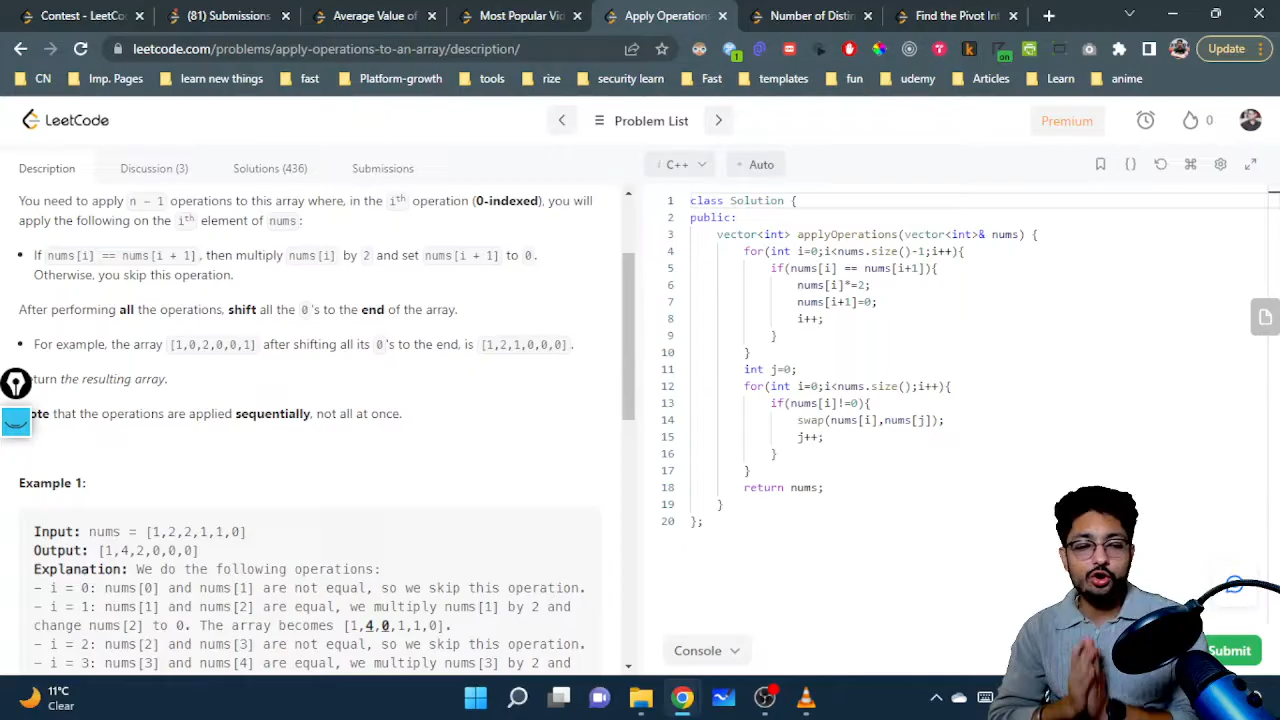 Contest - LeetCo
(81) Submissions
Average Value of
Most Popular Vid
Apply Operation
Number of Distin
Find the Pivot Int
leetcode.com/problems/apply-operations-to-an-array/description/
1
on
Update
CN
Imp. Pages
learn new things
fast
Platform-growth
tools
rize
security learn
Fast
templates
fun
udemy
Articles
Learn
anime
LeetCode
Problem List
Premium
0
Description
Discussion (3)
Solutions (436)
Submissions
i C++
Auto
You need to apply n - 1 operations to this array where, in the ith operation (0-indexed), you will
apply the following on the ith element of nums:
If nums[i] == nums[i + 1], then multiply nums[i] by 2 and set nums[i + 1] to 0.
Otherwise, you skip this operation.
After performing all the operations, shift all the 0's to the end of the array.
For example, the array [1,0,2,0,0,1] after shifting all its 0's to the end, is [1,2,1,0,0,0].
turn the resulting array.
ote that the operations are applied sequentially, not all at once.
Example 1:
Input: nums = [1,2,2,1,1,0]
Output: [1,4,2,0,0,0]
Explanation: We do the following operations:
- i = 0: nums[0] and nums[1] are not equal, so we skip this operation.
- i = 1: nums[1] and nums[2] are equal, we multiply nums[1] by 2 and
change nums[2] to 0. The array becomes [1,4,0,1,1,0].
- i = 2: nums[2] and nums[3] are not equal, so we skip this operation.
- i = 3: nums[3] and nums[4] are equal, we multiply nums[3] by 2 and
1 class Solution {
2 public:
3 vector<int> applyOperations(vector<int>& nums) {
4 for(int i=0;i<nums.size()-1;i++){
5 if(nums[i] == nums[i+1]){
6 nums[i]*=2;
7 nums[i+1]=0;
8 i++;
9 }
10 }
11 int j=0;
12 for(int i=0;i<nums.size();i++){
13 if(nums[i]!=0){
14 swap(nums[i],nums[j]);
15 j++;
16 }
17 }
18 return nums;
19 }
20 };
Console
Submit
11°C
Clear